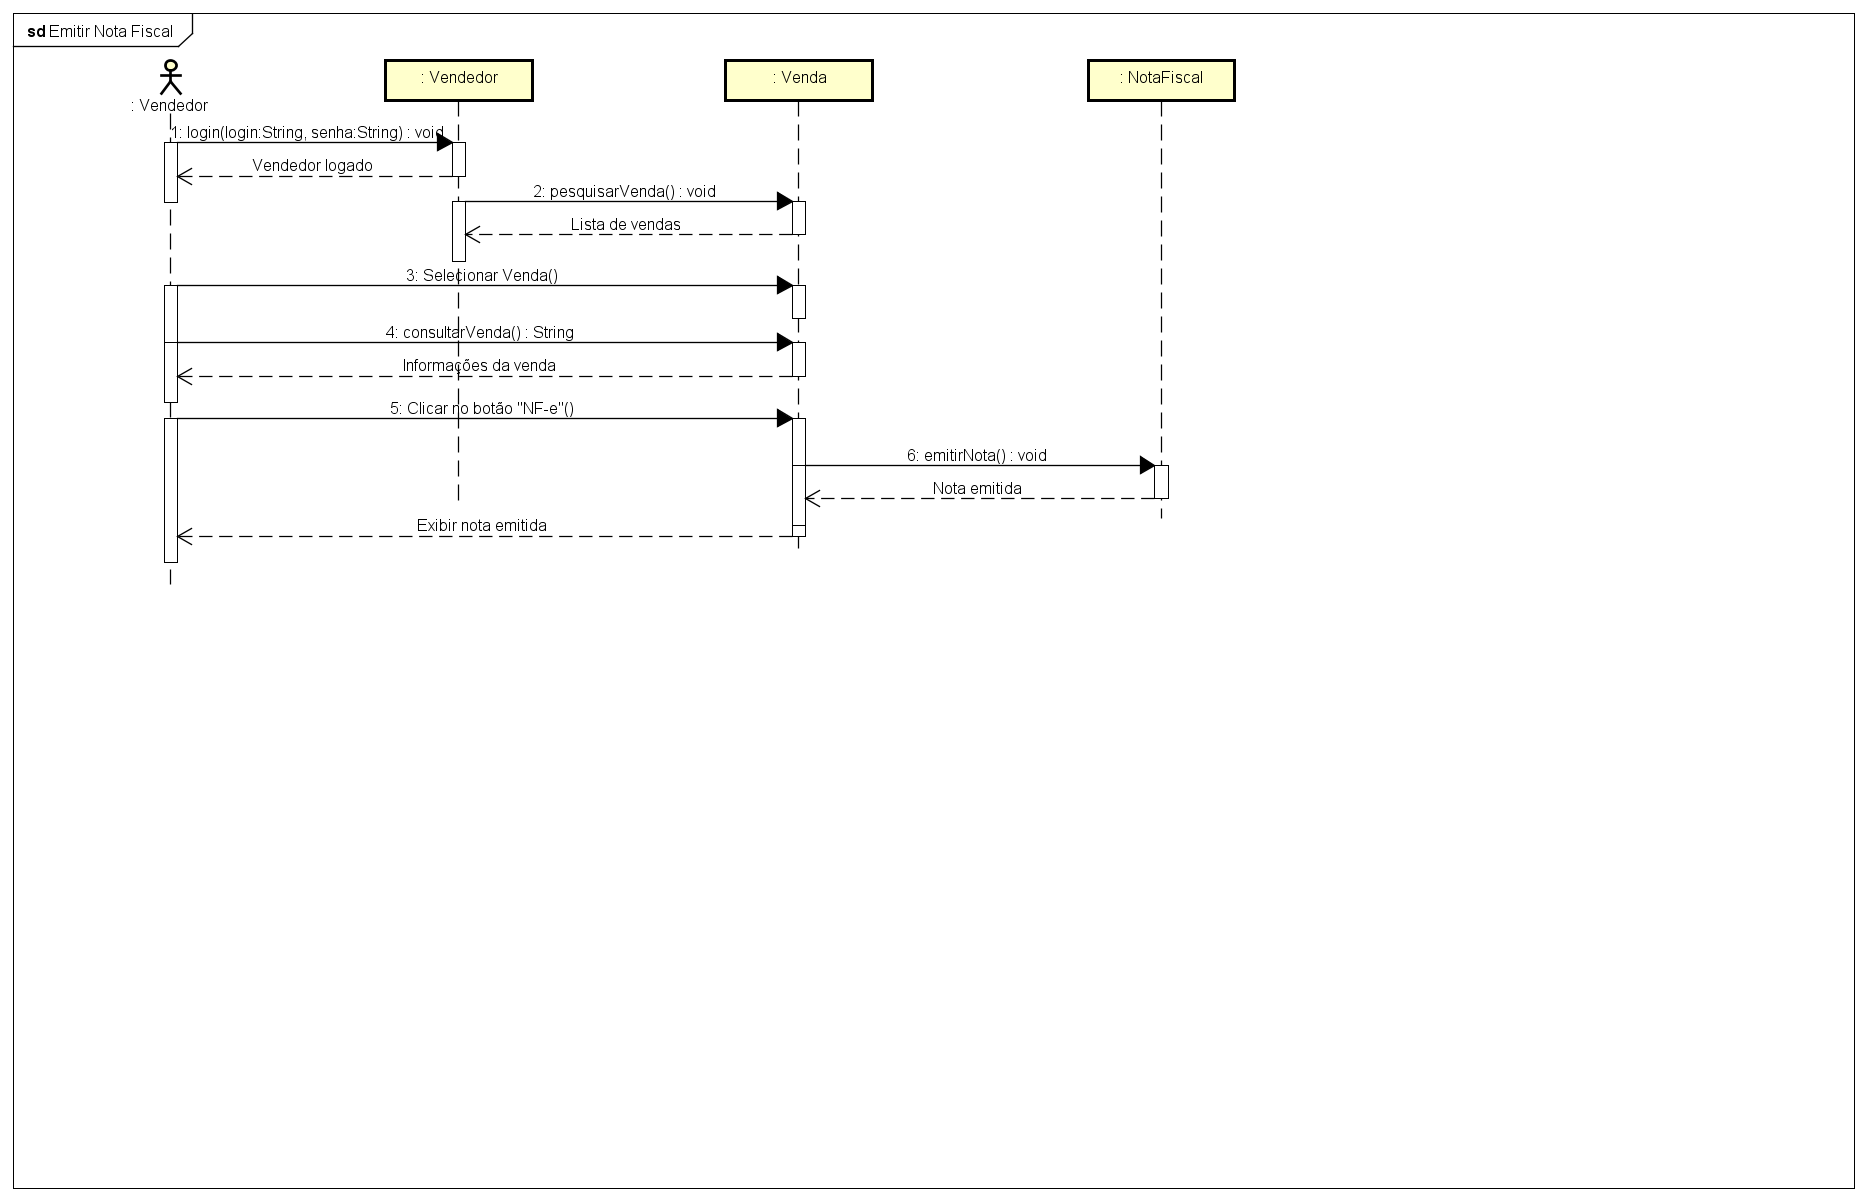 sd Emitir Nota Fiscal
: Vendedor
: Vendedor
: Venda
: NotaFiscal
1: login(login:String, senha:String) : void
Vendedor logado
2: pesquisarVenda() : void
Lista de vendas
3: Selecionar Venda()
4: consultarVenda() : String
Informações da venda
5: Clicar no botão "NF-e"()
6: emitirNota() : void
Nota emitida
Exibir nota emitida